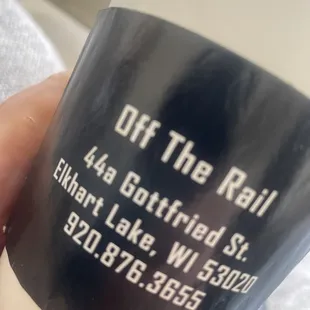 Off The Rail
44a Gottfried St.
Elkhart Lake, WI 53020
920.876.3655